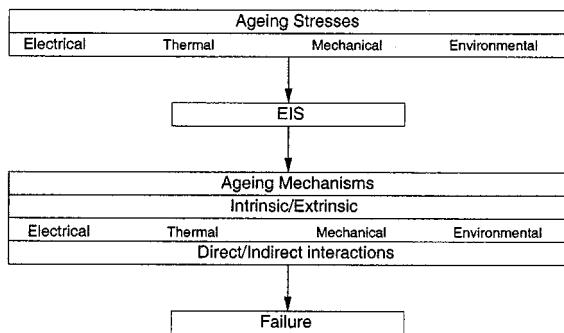 Ageing Stresses
Electrical Thermal Mechanical Environmental
EIS
Ageing Mechanisms
Intrinsic/Extrinsic
Electrical Thermal Mechanical Environmental
Direct/Indirect interactions
Failure